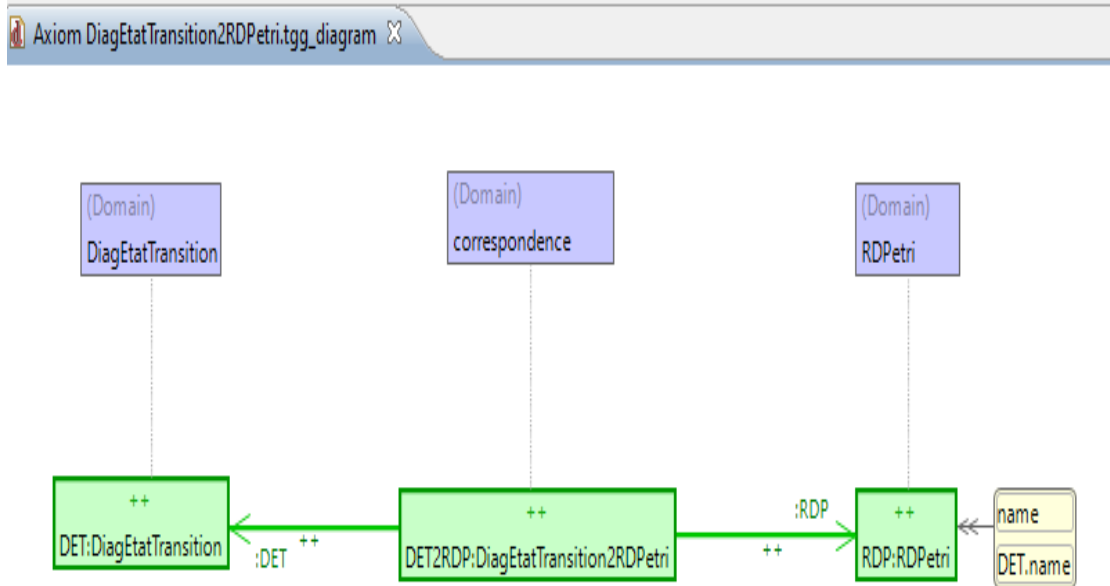 Axiom DiagEtatTransition2RDPetri.tgg_diagram
(Domain)
DiagEtatTransition
(Domain)
correspondence
(Domain)
RDPetri
++
DET:DiagEtatTransition
:DET
++
++
DET2RDP:DiagEtatTransition2RDPetri
:RDP
++
++
RDP:RDPetri
name
DET.name